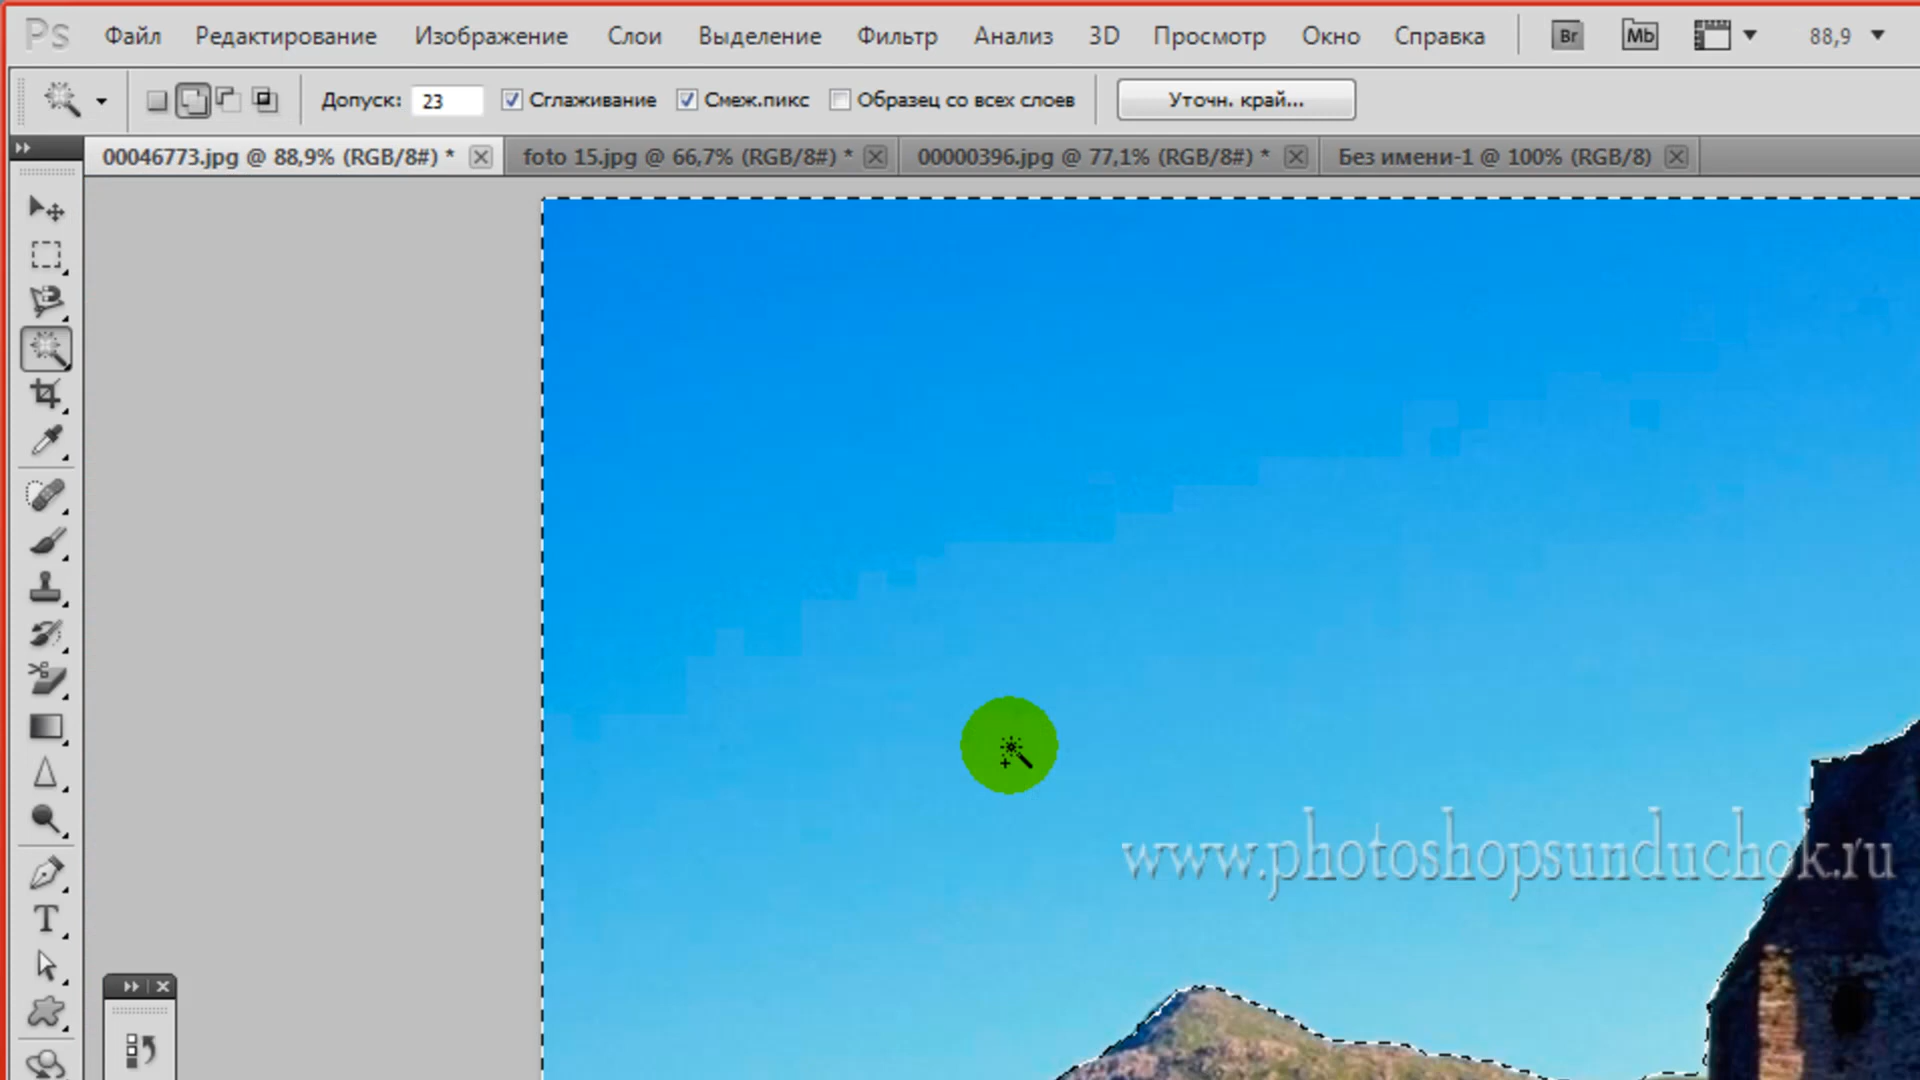 Ps Файл Редактирование Изображение Слои Выделение Фильтр Анализ 3D Просмотр Окно Справка Br Mb 88,9
Допуск: 23 Сглаживание Смеж.пикс Образец со всех слоев Уточн. край...
00046773.jpg @ 88,9% (RGB/8#) * foto 15.jpg @ 66,7% (RGB/8#) * 00000396.jpg @ 77,1% (RGB/8#) * Без имени-1 @ 100% (RGB/8)
www.photoshopsunduchok.ru